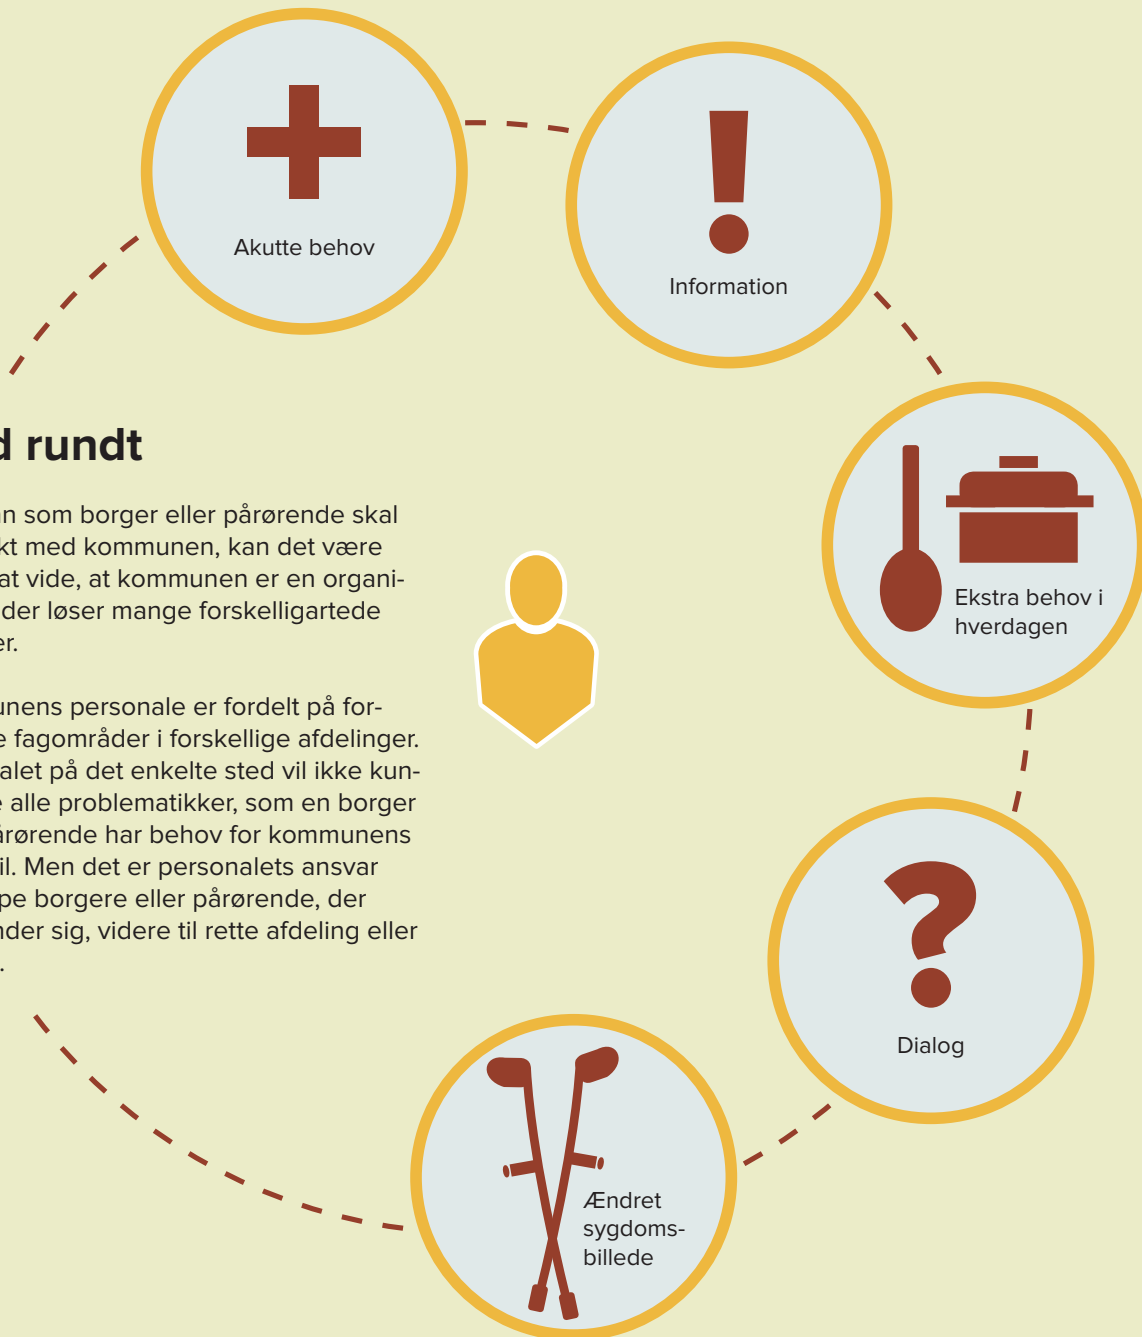 Akutte behov
Information
d rundt
n som borger eller pårørende skal
kt med kommunen, kan det være
at vide, at kommunen er en organi-
der løser mange forskelligartede
er.
unens personale er fordelt på for-
e fagområder i forskellige afdelinger.
alet på det enkelte sted vil ikke kun-
e alle problematikker, som en borger
årørende har behov for kommunens
il. Men det er personalets ansvar
pe borgere eller pårørende, der
nder sig, videre til rette afdeling eller
.
Ekstra behov i
hverdagen
Dialog
Ændret
sygdoms-
billede